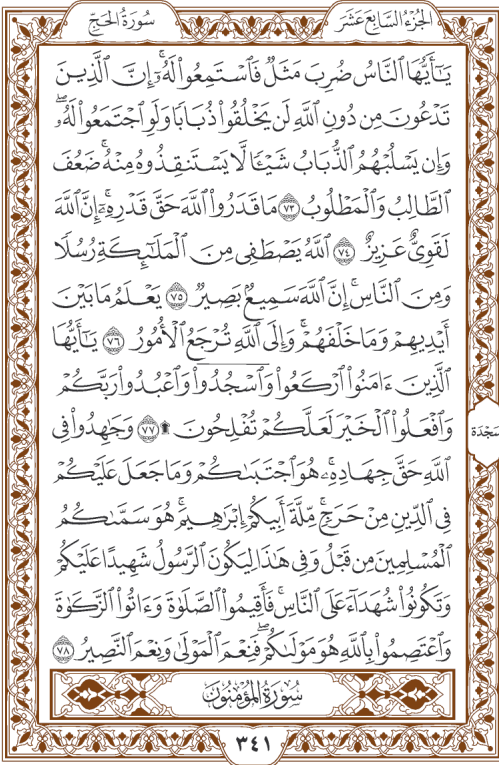 الجزء السابع عشر
سورة الحج
يَـٰٓأَيُّهَا ٱلنَّاسُ ضُرِبَ مَثَلٌ فَٱسْتَمِعُوا۟ لَهُۥٓ ۚ إِنَّ ٱلَّذِينَ
تَدْعُونَ مِن دُونِ ٱللَّهِ لَن يَخْلُقُوا۟ ذُبَابًا وَلَوِ ٱجْتَمَعُوا۟ لَهُۥ ۖ
وَإِن يَسْلُبْهُمُ ٱلذُّبَابُ شَيْـًٔا لَّا يَسْتَنقِذُوهُ مِنْهُ ۚ ضَعُفَ
ٱلطَّالِبُ وَٱلْمَطْلُوبُ ٧٣ مَا قَدَرُوا۟ ٱللَّهَ حَقَّ قَدْرِهِۦٓ ۗ إِنَّ ٱللَّهَ
لَقَوِىٌّ عَزِيزٌ ٧٤ ٱللَّهُ يَصْطَفِى مِنَ ٱلْمَلَـٰٓئِكَةِ رُسُلًا
وَمِنَ ٱلنَّاسِ ۚ إِنَّ ٱللَّهَ سَمِيعٌۢ بَصِيرٌ ٧٥ يَعْلَمُ مَا بَيْنَ
أَيْدِيهِمْ وَمَا خَلْفَهُمْ ۗ وَإِلَى ٱللَّهِ تُرْجَعُ ٱلْأُمُورُ ٧٦ يَـٰٓأَيُّهَا
ٱلَّذِينَ ءَامَنُوا۟ ٱرْكَعُوا۟ وَٱسْجُدُوا۟ وَٱعْبُدُوا۟ رَبَّكُمْ
وَٱفْعَلُوا۟ ٱلْخَيْرَ لَعَلَّكُمْ تُفْلِحُونَ ۩ ٧٧ وَجَـٰهِدُوا۟ فِى
سجدة
ٱللَّهِ حَقَّ جِهَادِهِۦ ۚ هُوَ ٱجْتَبَىٰكُمْ وَمَا جَعَلَ عَلَيْكُمْ
فِى ٱلدِّينِ مِنْ حَرَجٍ ۚ مِّلَّةَ أَبِيكُمْ إِبْرَٰهِيمَ ۚ هُوَ سَمَّىٰكُمُ
ٱلْمُسْلِمِينَ مِن قَبْلُ وَفِى هَـٰذَا لِيَكُونَ ٱلرَّسُولُ شَهِيدًا عَلَيْكُمْ
وَتَكُونُوا۟ شُهَدَآءَ عَلَى ٱلنَّاسِ ۚ فَأَقِيمُوا۟ ٱلصَّلَوٰةَ وَءَاتُوا۟ ٱلزَّكَوٰةَ
وَٱعْتَصِمُوا۟ بِٱللَّهِ هُوَ مَوْلَىٰكُمْ ۖ فَنِعْمَ ٱلْمَوْلَىٰ وَنِعْمَ ٱلنَّصِيرُ ٧٨
سورة المؤمنون
٣٤١